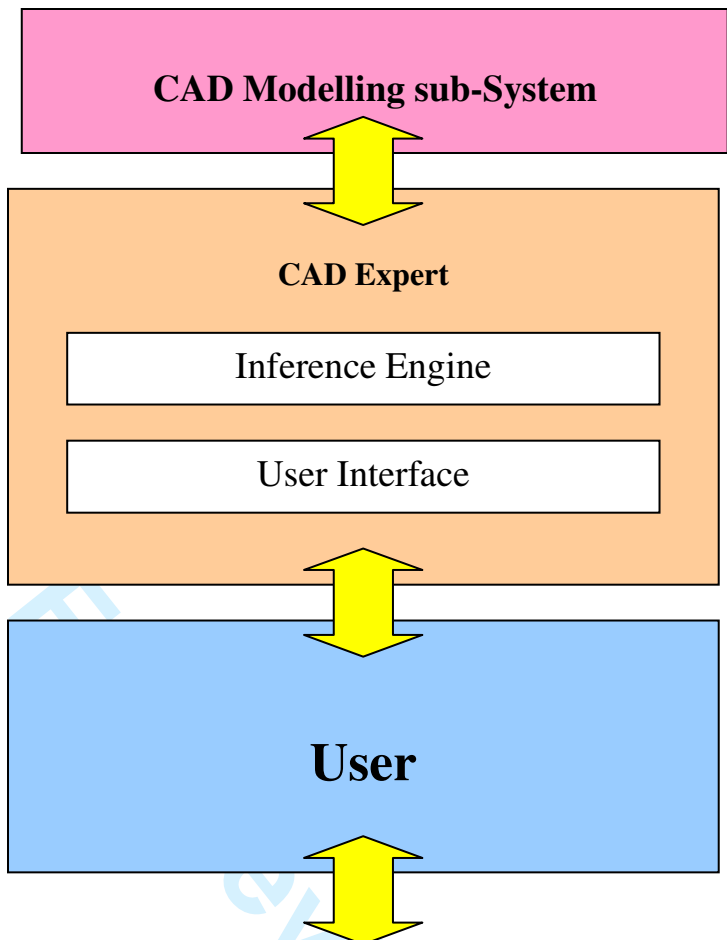 CAD Modelling sub-System
CAD Expert
Inference Engine
User Interface
User